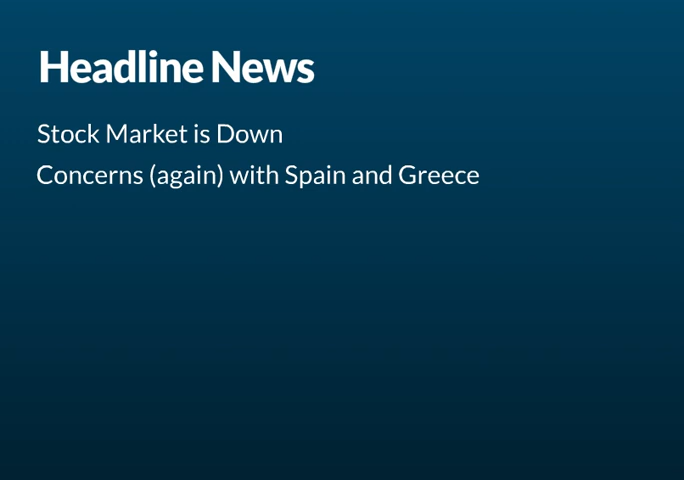 Headline News
Stock Market is Down
Concerns (again) with Spain and Greece